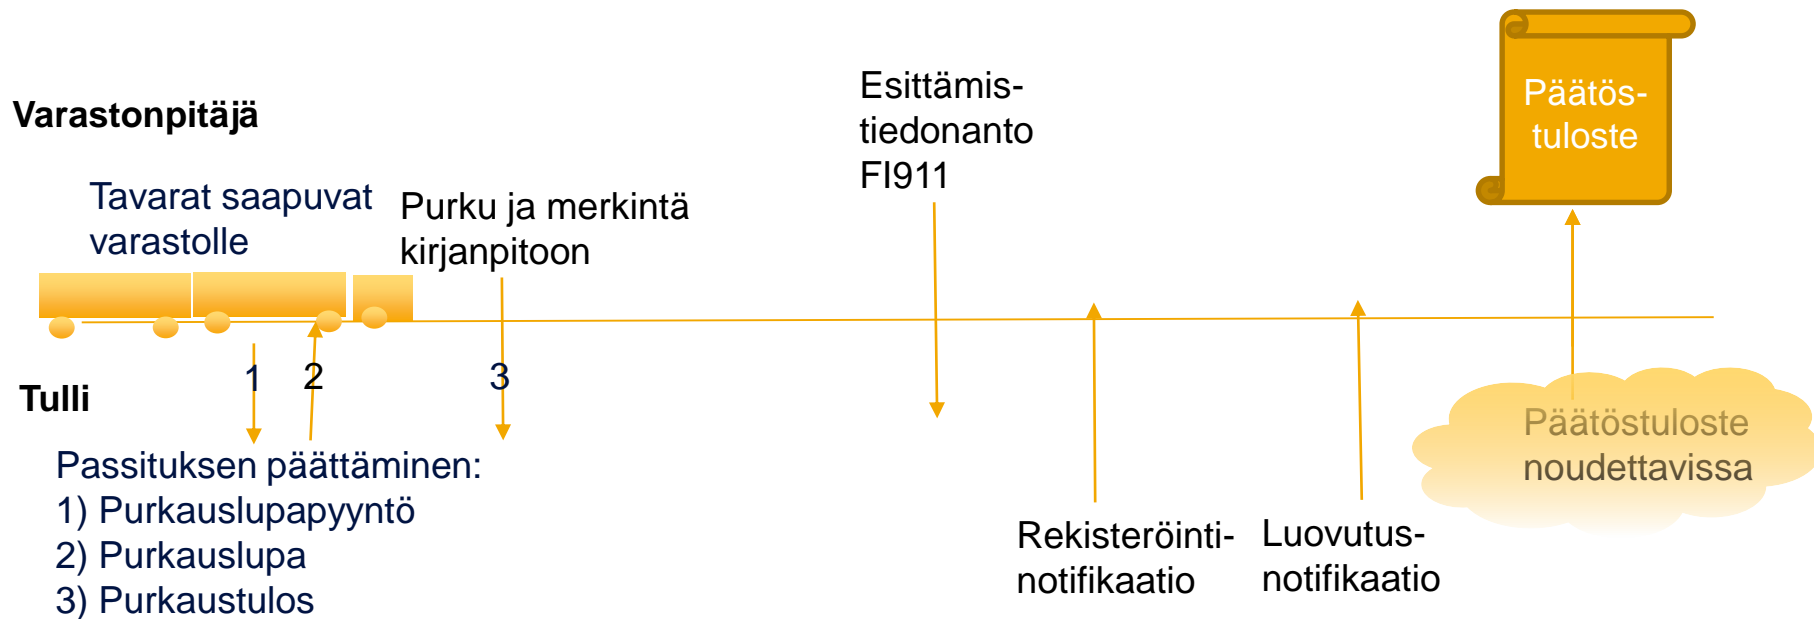 Varastonpitäjä
Tavarat saapuvat
varastolle
Purku ja merkintä
kirjanpitoon
Esittämis-
tiedonanto
FI911
Päätös-
tuloste
1
2
3
Tulli
Passituksen päättäminen:
1) Purkauslupapyyntö
2) Purkauslupa
3) Purkaustulos
Rekisteröinti-
notifikaatio
Luovutus-
notifikaatio
Päätöstuloste
noudettavissa